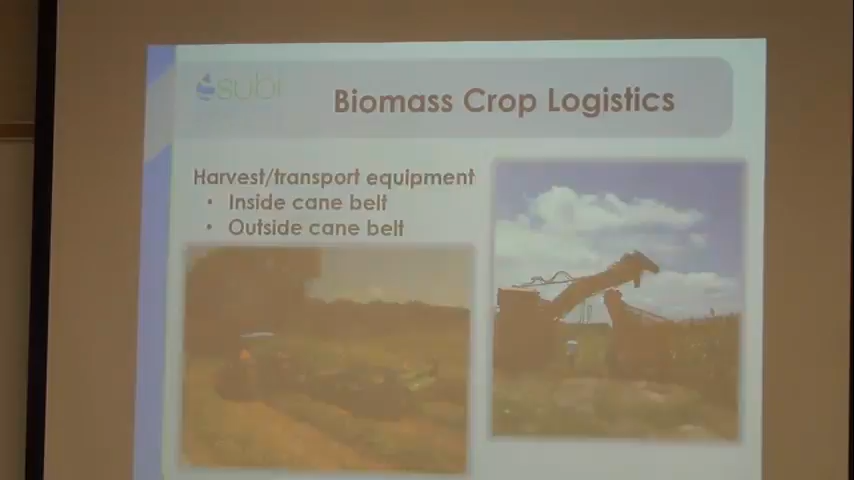 subi
Biomass Crop Logistics
Harvest/transport equipment
• Inside cane belt
• Outside cane belt